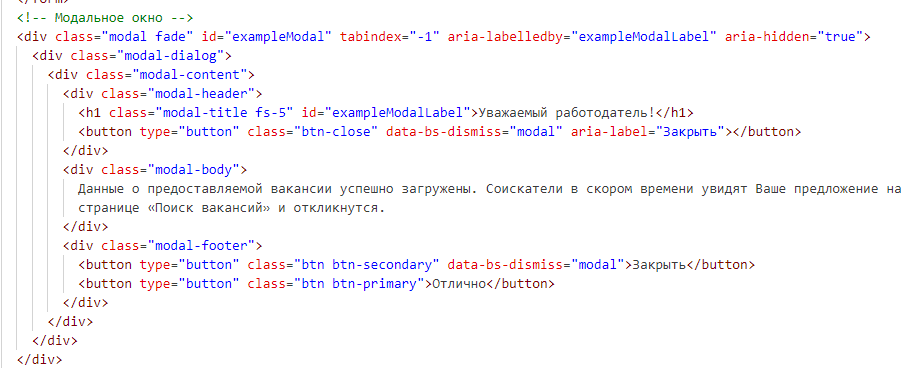 </form>
<!-- Модальное окно -->
<div class="modal fade" id="exampleModal" tabindex="-1" aria-labelledby="exampleModalLabel" aria-hidden="true">
<div class="modal-dialog">
<div class="modal-content">
<div class="modal-header">
<h1 class="modal-title fs-5" id="exampleModalLabel">Уважаемый работодатель!</h1>
<button type="button" class="btn-close" data-bs-dismiss="modal" aria-label="Закрыть"></button>
</div>
<div class="modal-body">
Данные о предоставляемой вакансии успешно загружены. Соискатели в скором времени увидят Ваше предложение на
странице «Поиск вакансий» и откликнутся.
</div>
<div class="modal-footer">
<button type="button" class="btn btn-secondary" data-bs-dismiss="modal">Закрыть</button>
<button type="button" class="btn btn-primary">Отлично</button>
</div>
</div>
</div>
</div>